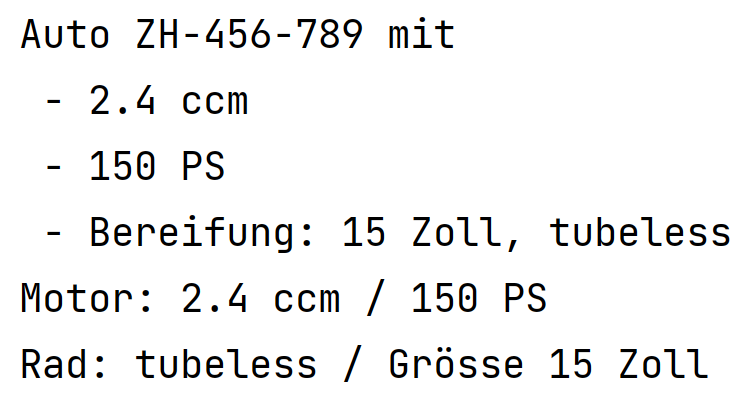 Auto ZH-456-789 mit
- 2.4 ccm
- 150 PS
- Bereifung: 15 Zoll, tubeless
Motor: 2.4 ccm / 150 PS
Rad: tubeless / Grösse 15 Zoll